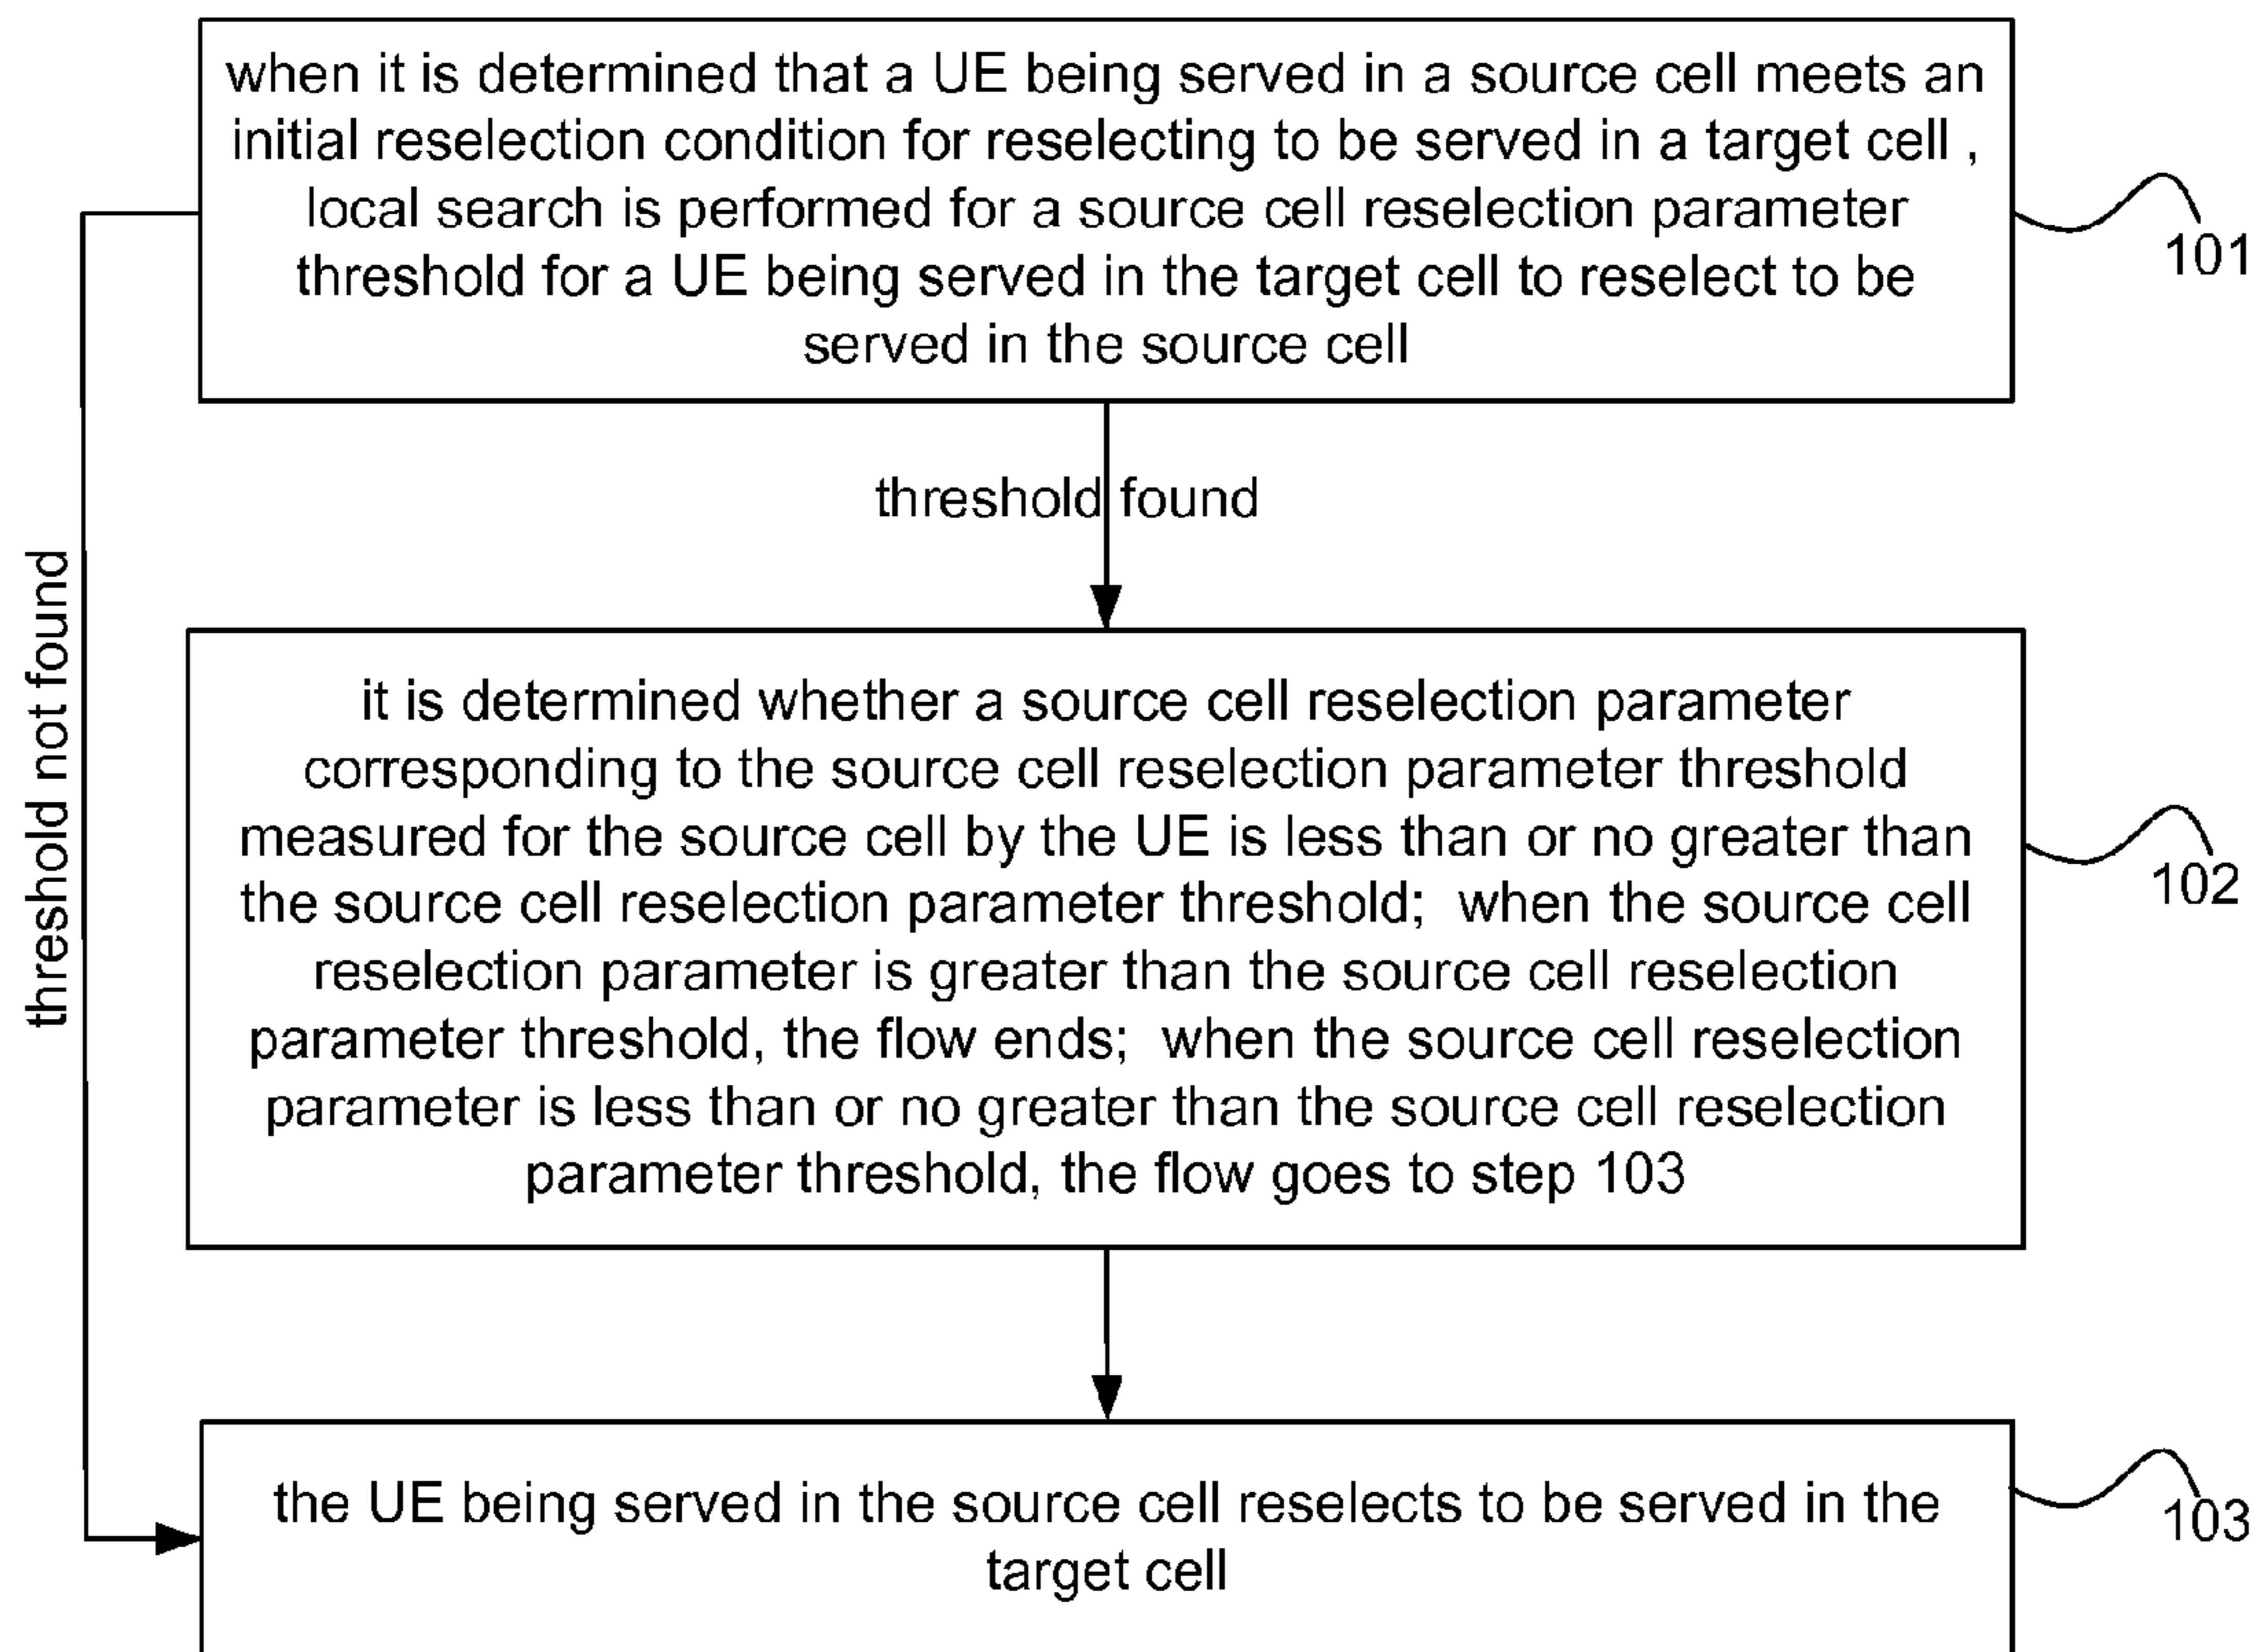 when it is determined that a UE being served in a source cell meets an
initial reselection condition for reselecting to be served in a target cell ,
local search is performed for a source cell reselection parameter
threshold for a UE being served in the target cell to reselect to be
served in the source cell
101
threshold found
threshold not found
it is determined whether a source cell reselection parameter
corresponding to the source cell reselection parameter threshold
measured for the source cell by the UE is less than or no greater than
the source cell reselection parameter threshold; when the source cell
reselection parameter is greater than the source cell reselection
parameter threshold, the flow ends; when the source cell reselection
parameter is less than or no greater than the source cell reselection
parameter threshold, the flow goes to step 103
102
the UE being served in the source cell reselects to be served in the
target cell
103